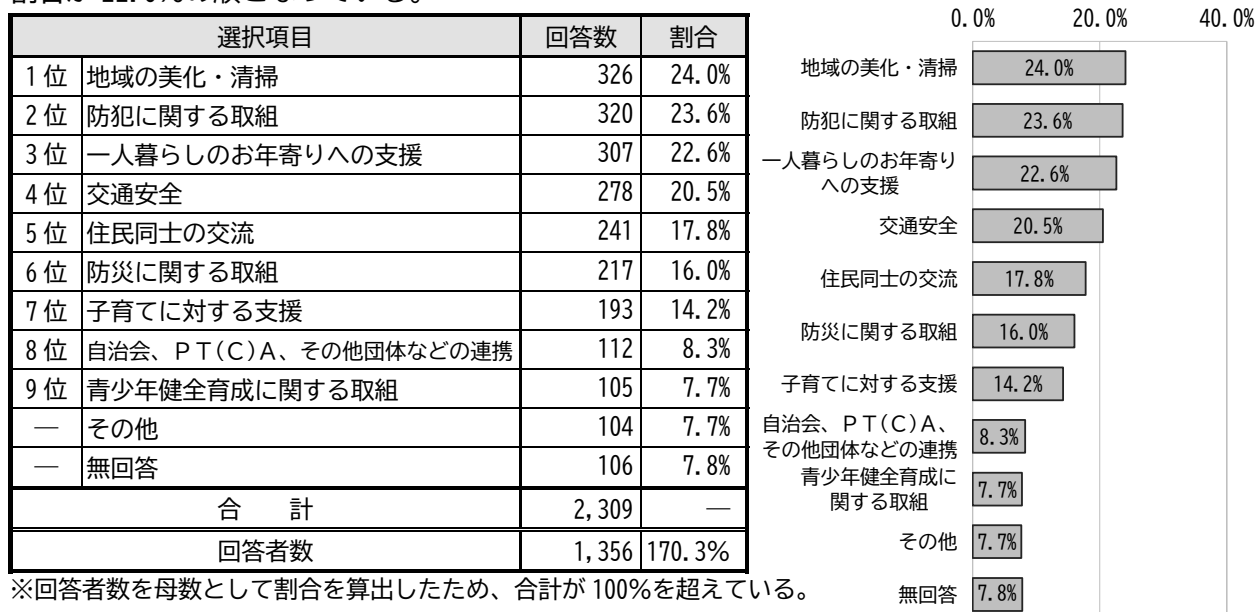 選択項目 回答数 割合
1位 地域の美化・清掃 326 24.0%
2位 防犯に関する取組 320 23.6%
3位 一人暮らしのお年寄りへの支援 307 22.6%
4位 交通安全 278 20.5%
5位 住民同士の交流 241 17.8%
6位 防災に関する取組 217 16.0%
7位 子育てに対する支援 193 14.2%
8位 自治会、PT(C)A、その他団体などの連携 112 8.3%
9位 青少年健全育成に関する取組 105 7.7%
― その他 104 7.7%
― 無回答 106 7.8%
合 計 2,309 ―
回答者数 1,356 170.3%
※回答者数を母数として割合を算出したため、合計が100%を超えている。
0.0% 20.0% 40.0%
地域の美化・清掃 24.0%
防犯に関する取組 23.6%
一人暮らしのお年寄り
への支援 22.6%
交通安全 20.5%
住民同士の交流 17.8%
防災に関する取組 16.0%
子育てに対する支援 14.2%
自治会、PT(C)A、
その他団体などの連携 8.3%
青少年健全育成に
関する取組 7.7%
その他 7.7%
無回答 7.8%